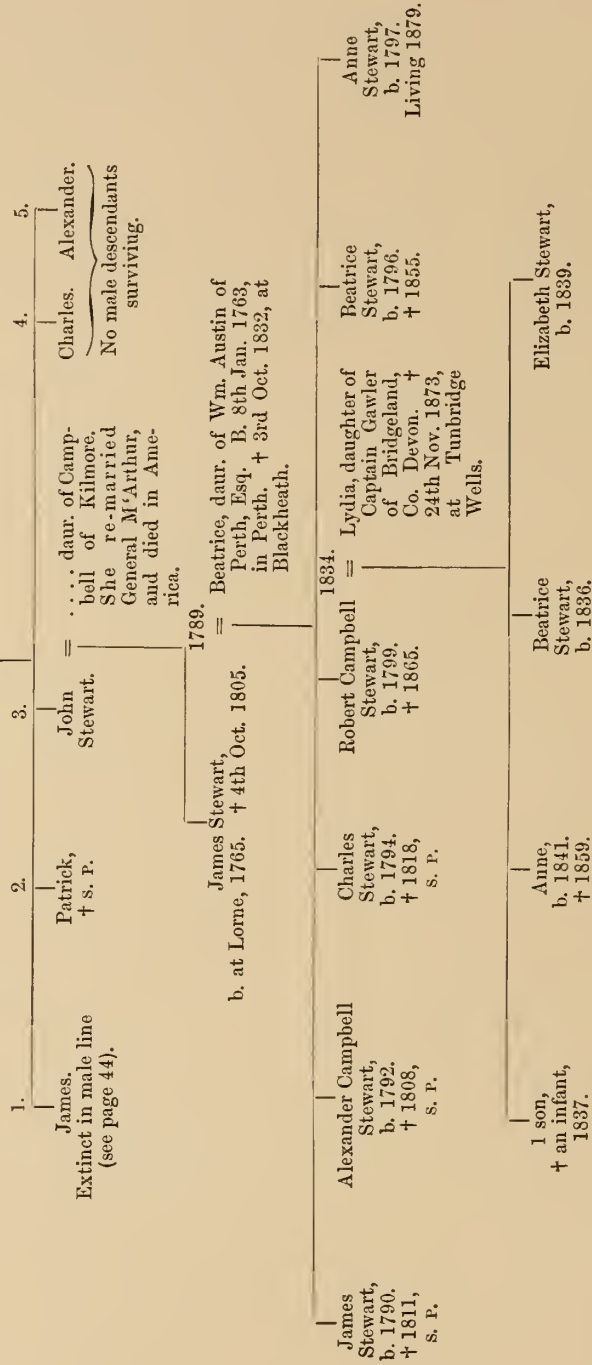 1.
James.
Extinct in male line
(see page 44).
2.
Patrick,
† s. p.
3.
John
Stewart.
=
. . . . daur. of Camp-
bell of Kilmore.
She re-married
General M‘Arthur,
and died in Ame-
rica.
4.
Charles.
5.
Alexander.
No male descendants
surviving.
James Stewart,
b. at Lorne, 1765. † 4th Oct. 1805.
1789.
=
Beatrice, daur. of Wm. Austin of
Perth, Esq. B. 8th Jan. 1763,
in Perth. † 3rd Oct. 1832, at
Blackheath.
James
Stewart,
b. 1790.
† 1811,
s. p.
Alexander Campbell
Stewart,
b. 1792.
† 1808,
s. p.
Charles
Stewart,
b. 1794.
† 1818,
s. p.
Robert Campbell
Stewart,
b. 1799.
† 1865.
1834.
=
Lydia, daughter of
Captain Gawler
of Bridgeland,
Co. Devon. †
24th Nov. 1873,
at Tunbridge
Wells.
Beatrice
Stewart,
b. 1796.
† 1855.
Anne
Stewart,
b. 1797.
Living 1879.
1 son,
† an infant,
1837.
Anne,
b. 1841.
† 1859.
Beatrice
Stewart,
b. 1836.
Elizabeth Stewart,
b. 1839.